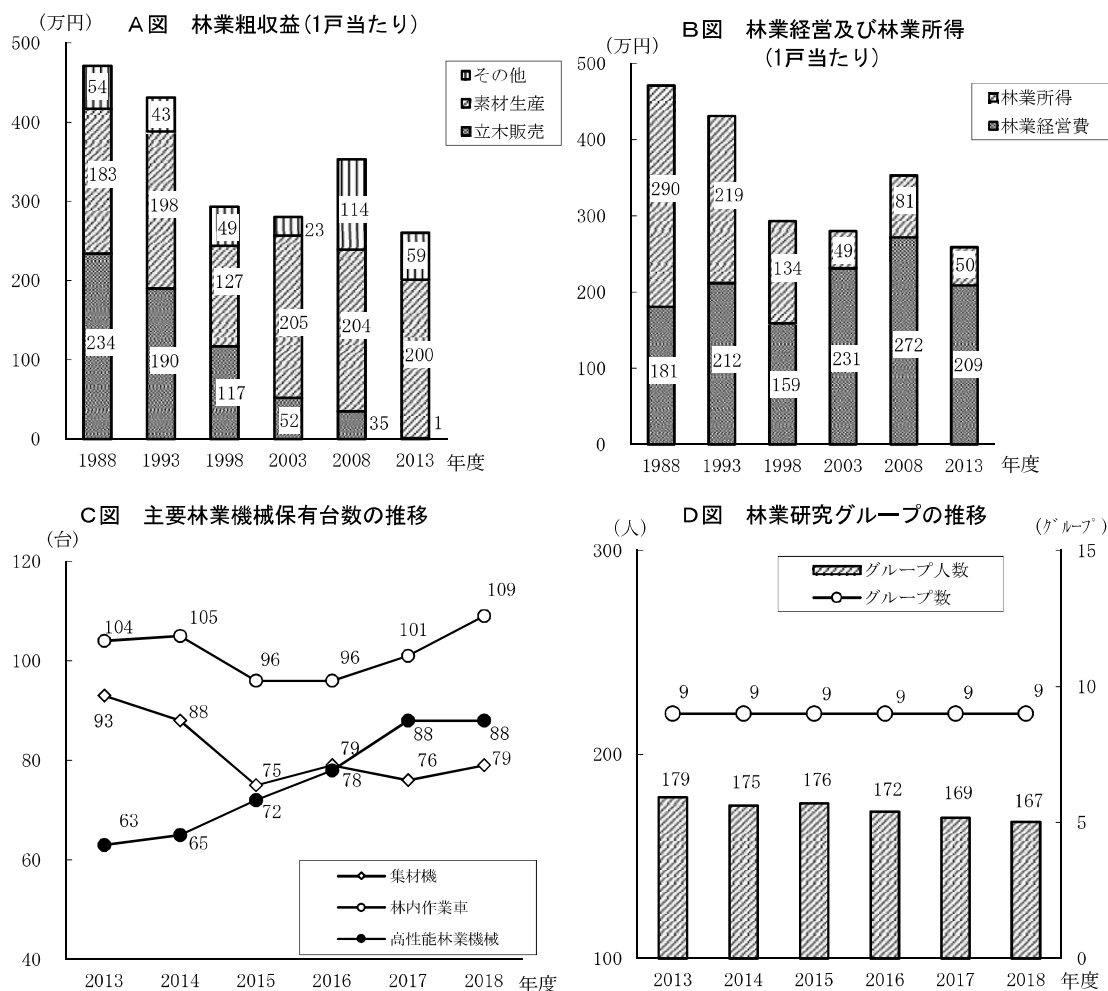 A図 林業粗収益(1戸当たり)
(万円)
500
400
300
200
100
0
その他
素材生産
立木販売
54
183
234
43
198
190
49
127
117
23
205
52
114
204
35
59
200
1
1988 1993 1998 2003 2008 2013 年度
B図 林業経営及び林業所得
(1戸当たり)
(万円)
500
400
300
200
100
0
林業所得
林業経営費
290
181
219
212
134
159
49
231
81
272
50
209
1988 1993 1998 2003 2008 2013 年度
C図 主要林業機械保有台数の推移
(台)
120
100
80
60
40
104 105 96 96 101 109
93 88 75 79 76 79
63 65 72 78 88 88
集材機
林内作業車
高性能林業機械
2013 2014 2015 2016 2017 2018 年度
D図 林業研究グループの推移
(人)
(グループ)
300
200
100
15
10
5
0
グループ人数
グループ数
9 9 9 9 9 9
179 175 176 172 169 167
2013 2014 2015 2016 2017 2018 年度